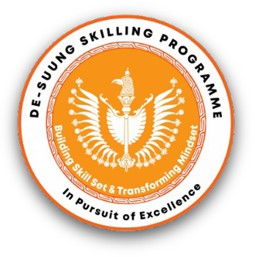 DE-SUUNG SKILLING PROGRAMME
Building Skill Set & Transforming Mindset
In Pursuit of Excellence